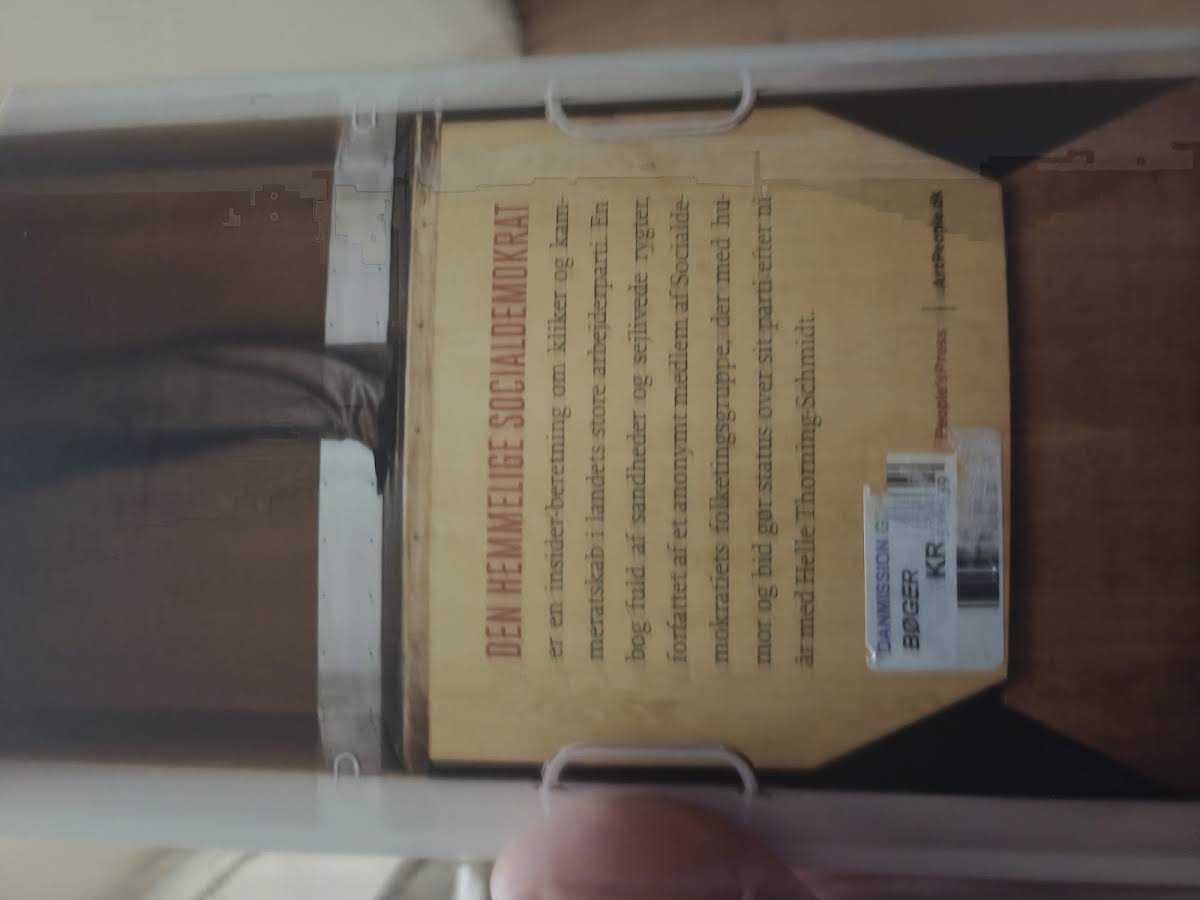 DEN HEMMELIGE SOCIALDEMOKRAT
er en insider-beretning om kliker og kam-
meratskab i landets store arbejderparti. En
bog fuld af sandheder og sejlivede rygter,
forfattet af et anonymt medlem af Socialde-
mokratiets folketingsgruppe, der med hu-
mor og bid gør status over sit parti efter ni
år med Helle Thorning-Schmidt.
People'sPress | ArtPeople.dk
DANMISSION G
BØGER
KR